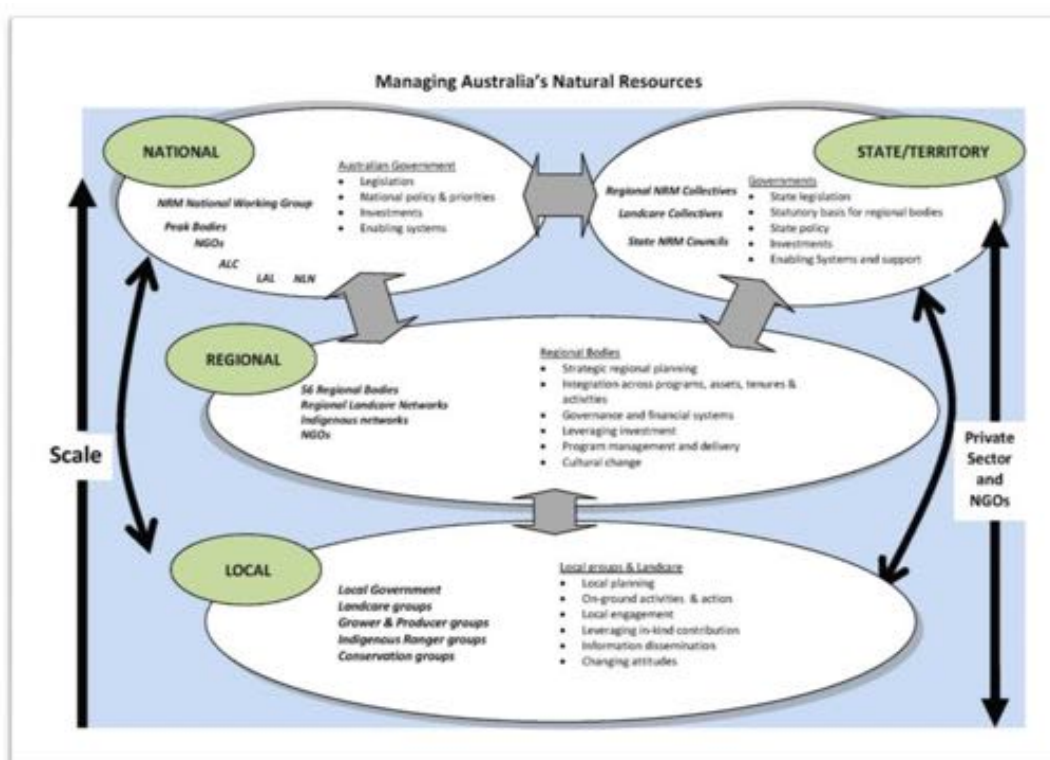 Managing Australia's Natural Resources
NATIONAL
Australian Government
• Legislation
• National policy & priorities
• Investments
• Enabling systems
NRM National Working Group
Peak Bodies
NGOs
ALC
LAL NLN
STATE/TERRITORY
Regional NRM Collectives
Landcare Collectives
State NRM Councils
Governments
• State legislation
• Statutory basis for regional bodies
• State policy
• Investments
• Enabling Systems and support
REGIONAL
56 Regional Bodies
Regional Landcare Networks
Indigenous networks
NGOs
Regional Bodies
• Strategic regional planning
• Integration across programs, assets, tenures &
activities
• Governance and financial systems
• Leveraging investment
• Program management and delivery
• Cultural change
Scale
Private
Sector
and
NGOs
LOCAL
Local Government
Landcare groups
Grower & Producer groups
Indigenous Ranger groups
Conservation groups
Local groups & Landcare
• Local planning
• On-ground activities & action
• Local engagement
• Leveraging in-kind contribution
• Information dissemination
• Changing attitudes